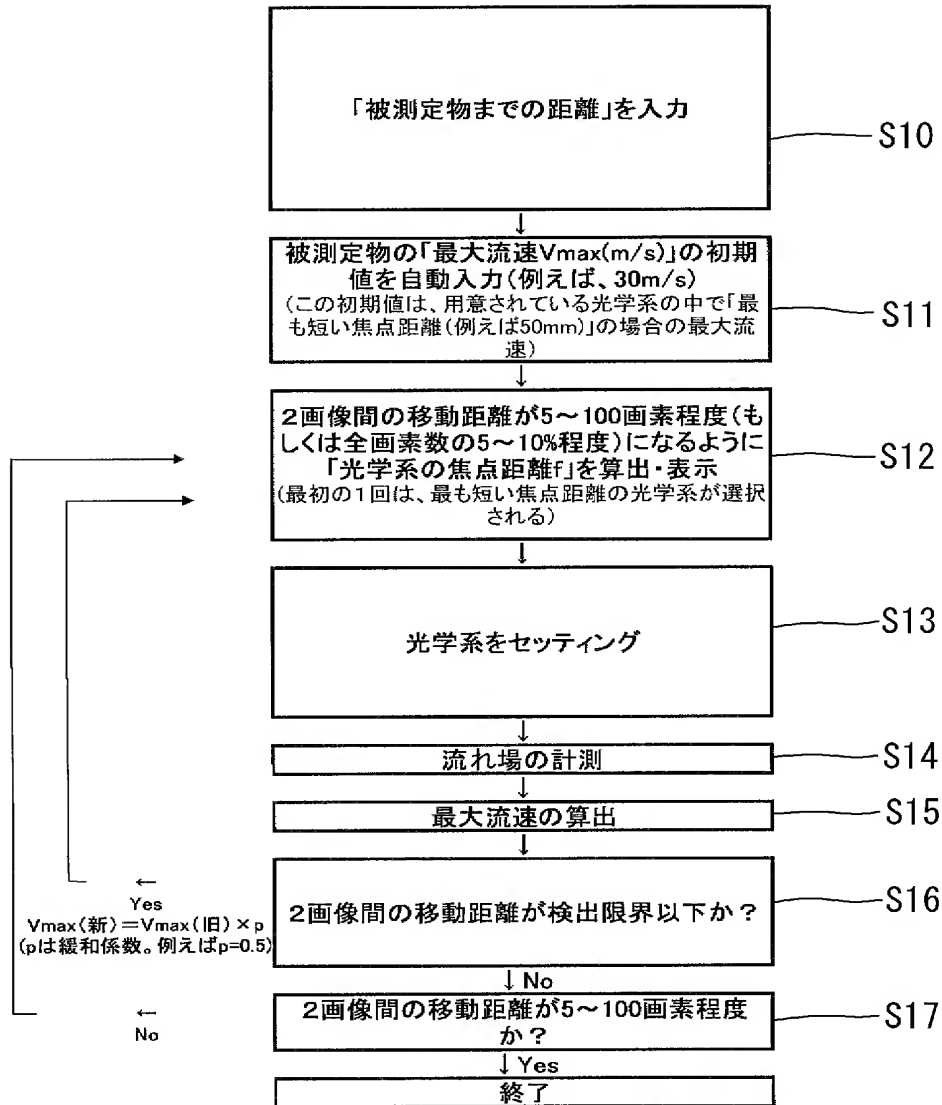 「被測定物までの距離」を入力
S10
↓
被測定物の「最大流速Vmax(m/s)」の初期
値を自動入力(例えば、30m/s)
(この初期値は、用意されている光学系の中で「最
も短い焦点距離(例えば50mm)」の場合の最大流
速)
S11
↓
2画像間の移動距離が5～100画素程度(も
しくは全画素数の5～10%程度)になるように
「光学系の焦点距離f」を算出・表示
(最初の1回は、最も短い焦点距離の光学系が選択
される)
S12
↓
光学系をセッティング
S13
↓
流れ場の計測
S14
↓
最大流速の算出
S15
↓
2画像間の移動距離が検出限界以下か？
S16
←
Yes
Vmax(新)＝Vmax(旧)×p
(pは緩和係数。例えばp=0.5)
↓No
2画像間の移動距離が5～100画素程度
か？
S17
←
No
↓Yes
終了